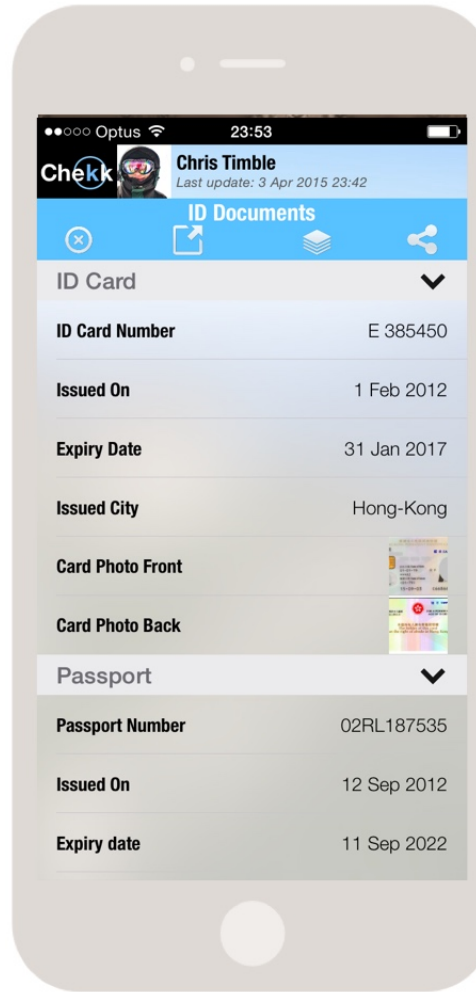 Optus 23:53
Chekk
Chris Timble
Last update: 3 Apr 2015 23:42
ID Documents
ID Card
ID Card Number E 385450
Issued On 1 Feb 2012
Expiry Date 31 Jan 2017
Issued City Hong-Kong
Card Photo Front
Card Photo Back
Passport
Passport Number 02RL187535
Issued On 12 Sep 2012
Expiry date 11 Sep 2022